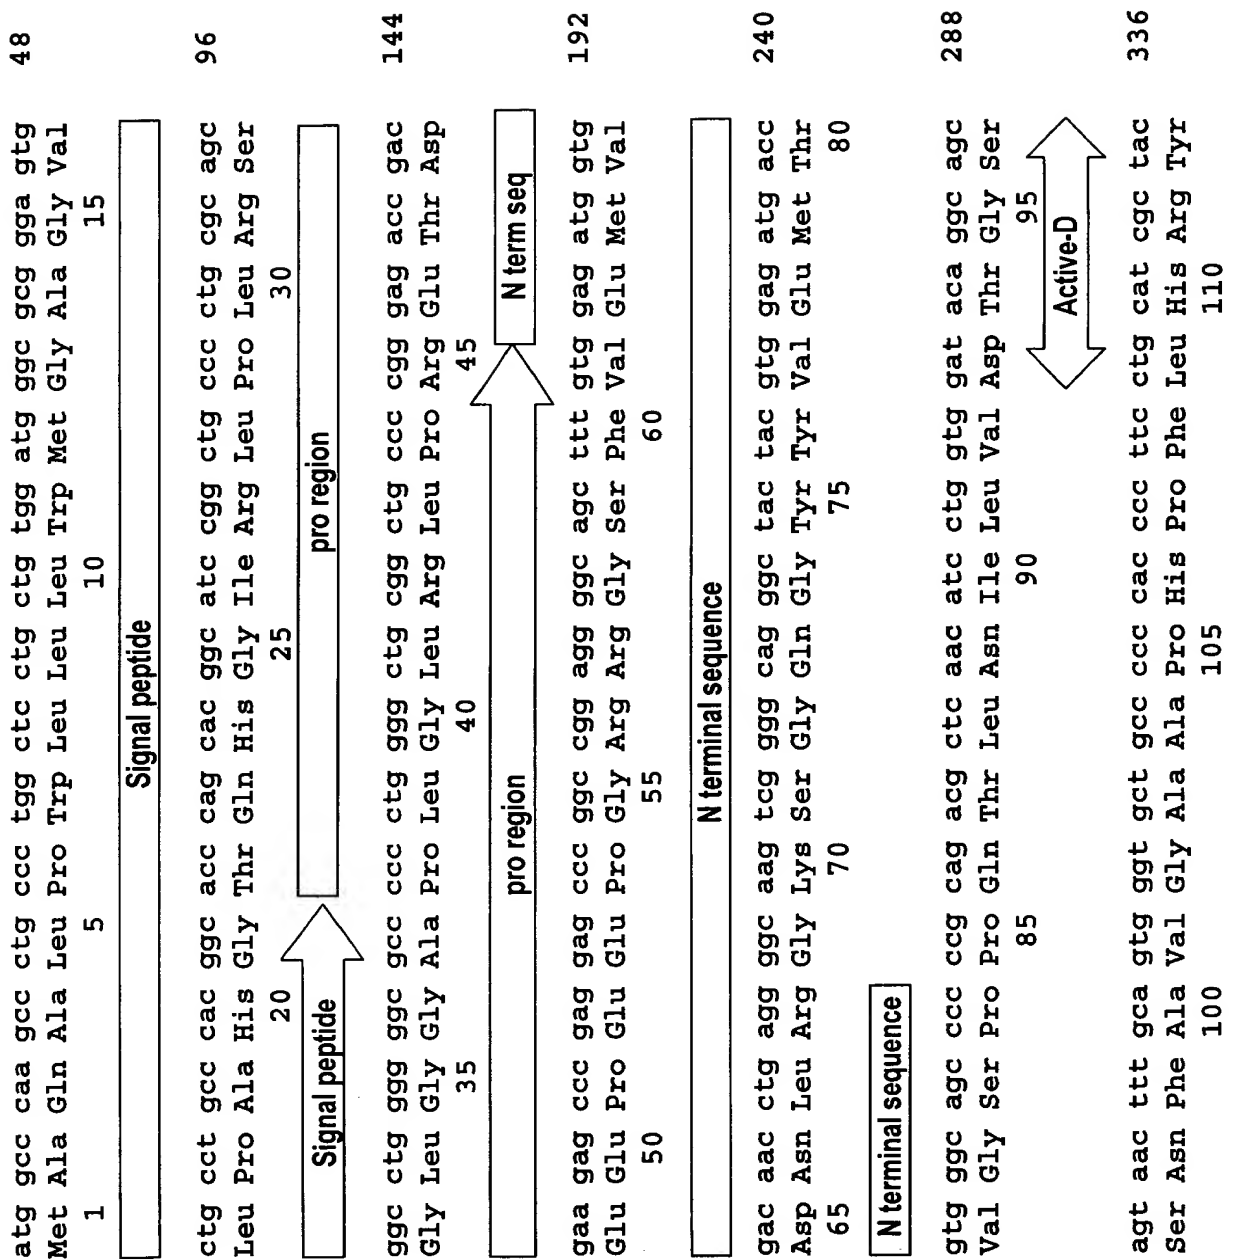 atg gcc caa gcc ctg ccc tgg ctc ctg ctg tgg atg ggc gcg gga gtg 48
Met Ala Gln Ala Leu Pro Trp Leu Leu Leu Trp Met Gly Ala Gly Val
1 5 10 15
Signal peptide
ctg cct gcc cac ggc acc cag cac ggc atc cgg ctg ccc ctg cgc agc 96
Leu Pro Ala His Gly Thr Gln His Gly Ile Arg Leu Pro Leu Arg Ser
20 25 30
Signal peptide pro region
ggc ctg ggg ggc gcc ccc ctg ggg ctg cgg ctg ccc cgg gag acc gac 144
Gly Leu Gly Gly Ala Pro Leu Gly Leu Arg Leu Pro Arg Glu Thr Asp
35 40 45
pro region N term seq
gaa gag ccc gag gag ccc ggc cgg agg ggc agc ttt gtg gag atg gtg 192
Glu Glu Pro Glu Glu Pro Gly Arg Arg Gly Ser Phe Val Glu Met Val
50 55 60
N terminal sequence
gac aac ctg agg ggc aag tcg ggg cag ggc tac tac gtg gag atg acc 240
Asp Asn Leu Arg Gly Lys Ser Gly Gln Gly Tyr Tyr Val Glu Met Thr
65 70 75 80
N terminal sequence
gtg ggc agc ccc ccg cag acg ctc aac atc ctg gtg gat aca ggc agc 288
Val Gly Ser Pro Pro Gln Thr Leu Asn Ile Leu Val Asp Thr Gly Ser
85 90 95
Active-D
agt aac ttt gca gtg ggt gct gcc ccc cac ccc ttc ctg cat cgc tac 336
Ser Asn Phe Ala Val Gly Ala Ala Pro His Pro Phe Leu His Arg Tyr
100 105 110